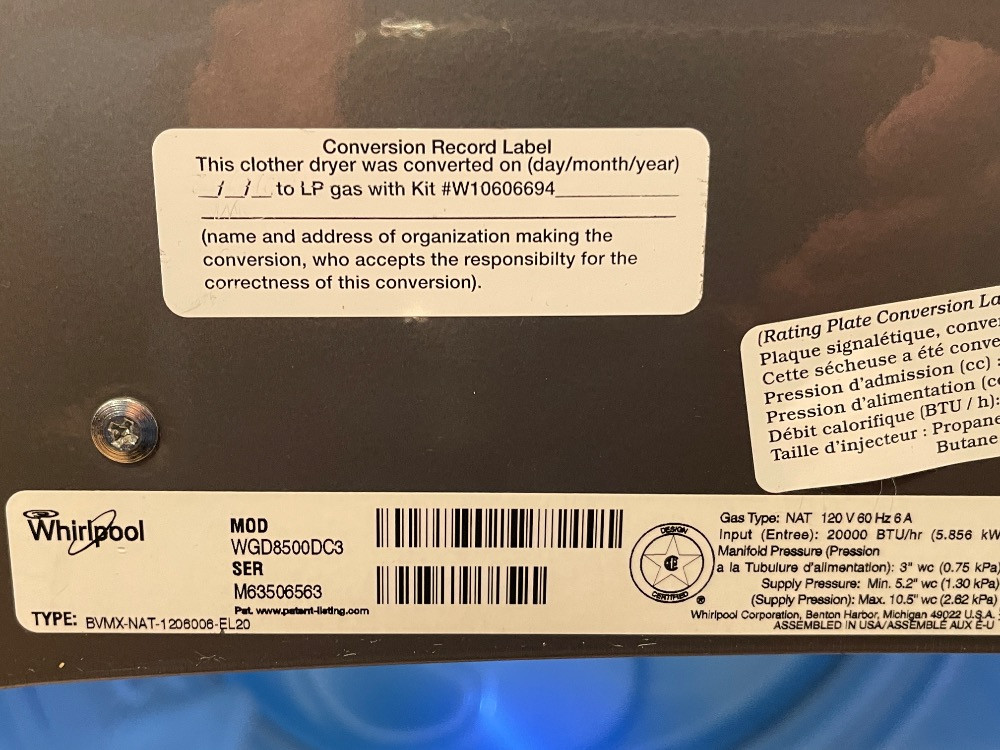 Conversion Record Label
This clother dryer was converted on (day/month/year)
__/__/__ to LP gas with Kit #W10606694____________
(name and address of organization making the
conversion, who accepts the responsibilty for the
correctness of this conversion).
(Rating Plate Conversion La
Plaque signalétique, conve
Cette sécheuse a été conve
Pression d'admission (cc) :
Pression d'alimentation (cc
Débit calorifique (BTU / h):
Taille d'injecteur : Propane
Butane
Whirlpool
MOD
WGD8500DC3
SER
M63506563
Pat. www.patent-listing.com
TYPE: BVMX-NAT-1206006-EL20
DESIGN
CERTIFIED
®
Gas Type: NAT 120 V 60 Hz 6 A
Input (Entree): 20000 BTU/hr (5.856 kW
Manifold Pressure (Pression
a la Tubulure d'alimentation): 3" wc (0.75 kPa)
Supply Pressure: Min. 5.2" wc (1.30 kPa)
(Supply Pression): Max. 10.5" wc (2.62 kPa)
Whirlpool Corporation, Benton Harbor, Michigan 49022 U.S.A.
ASSEMBLED IN USA/ASSEMBLÉ AUX É-U